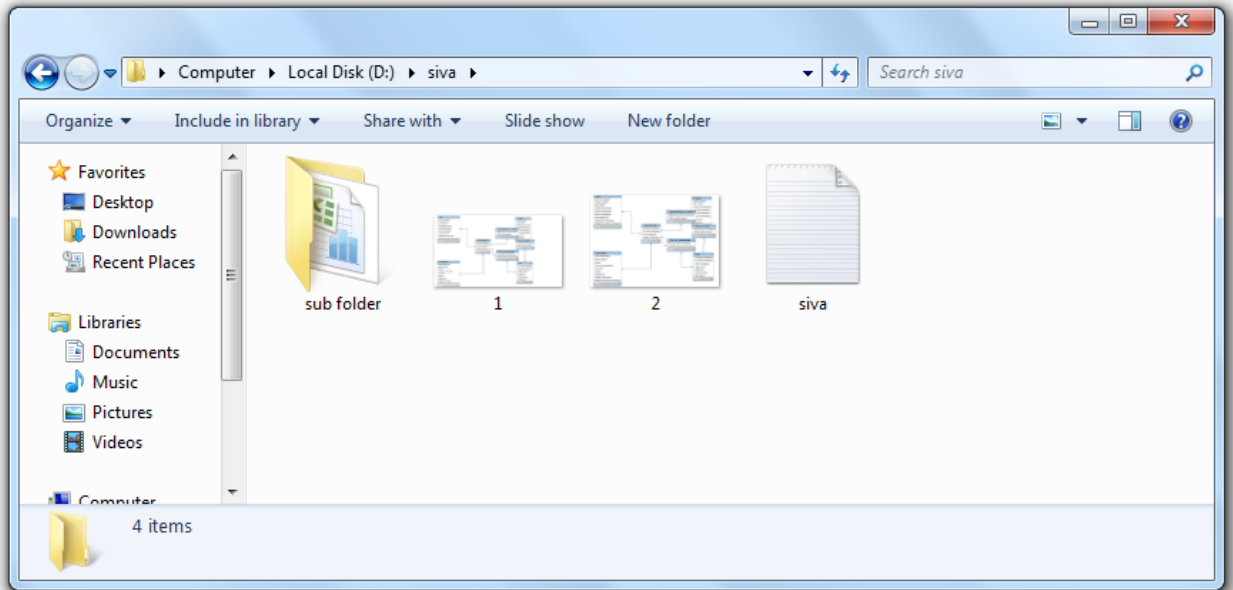 Computer Local Disk (D:) siva
Search siva
Organize Include in library Share with Slide show New folder
Favorites
Desktop
Downloads
Recent Places
Libraries
Documents
Music
Pictures
Videos
Computer
sub folder
1
2
siva
4 items